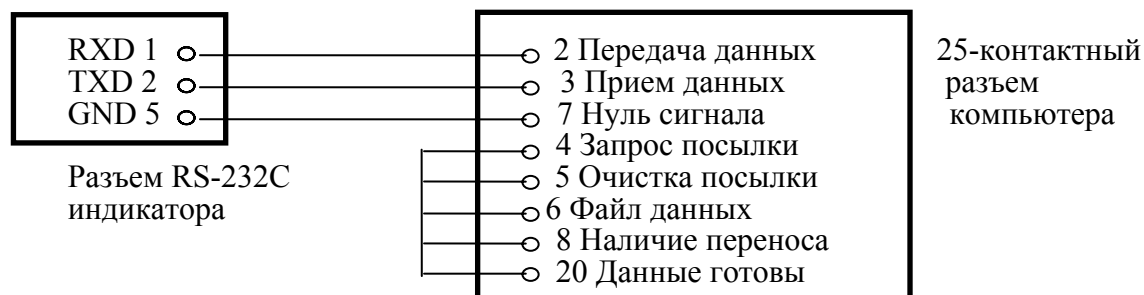 RXD 1
TXD 2
GND 5
Разъем RS-232C
индикатора
2 Передача данных
3 Прием данных
7 Нуль сигнала
4 Запрос посылки
5 Очистка посылки
6 Файл данных
8 Наличие переноса
20 Данные готовы
25-контактный
разъем
компьютера